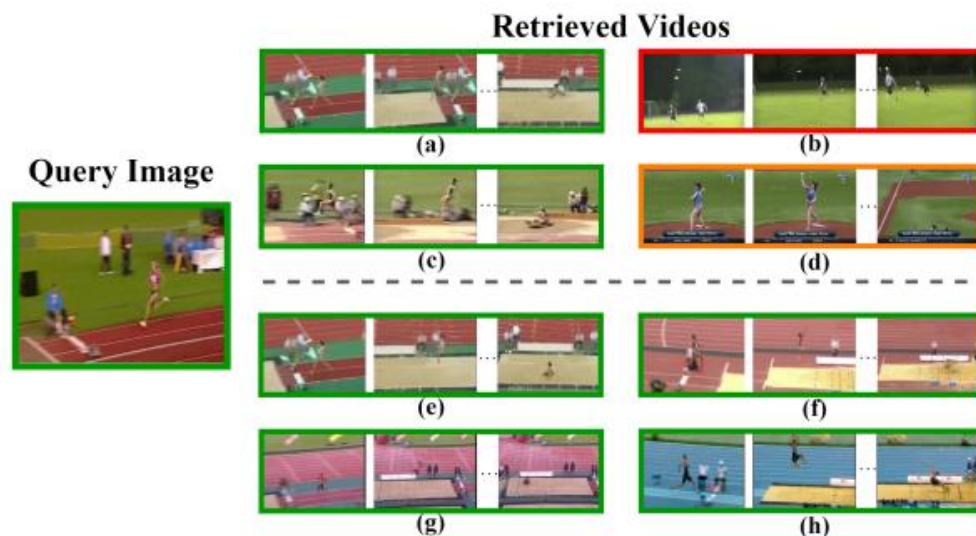 Retrieved Videos
(a)
(b)
Query Image
(c)
(d)
(e)
(f)
(g)
(h)